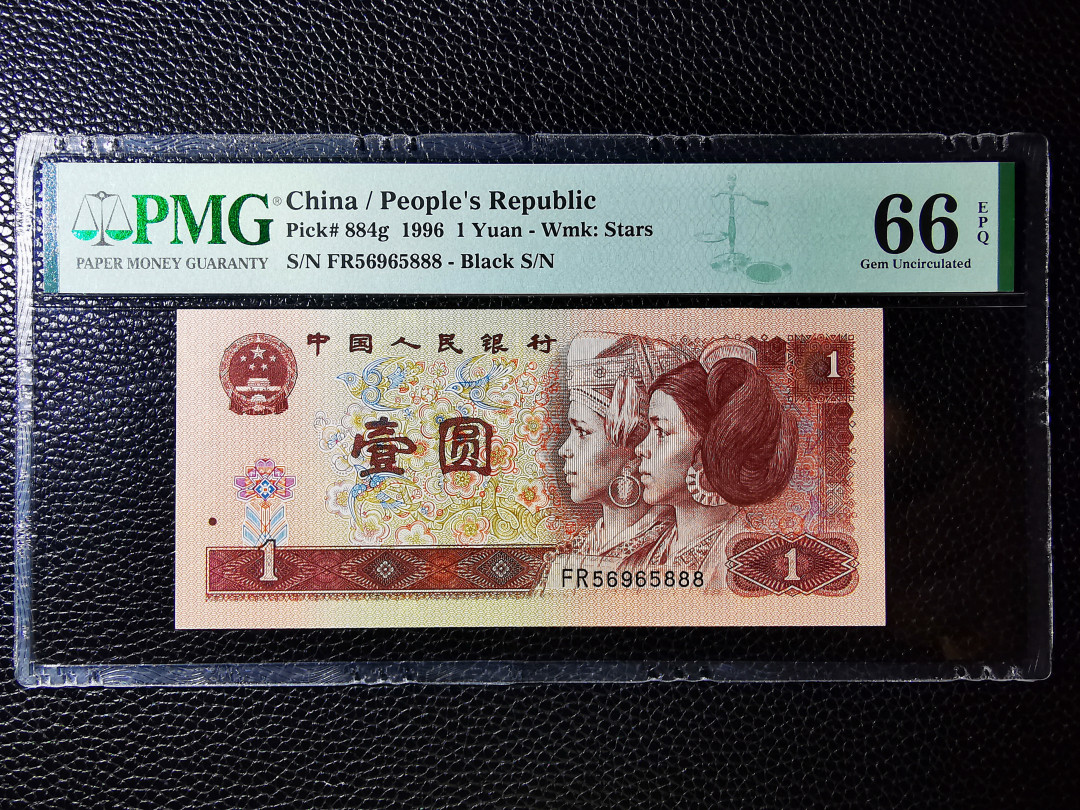 PMG®
PAPER MONEY GUARANTY
China / People's Republic
Pick# 884g 1996 1 Yuan - Wmk: Stars
S/N FR56965888 - Black S/N
66
EPQ
Gem Uncirculated
中国人民银行
1
壹圆
1
FR56965888
1